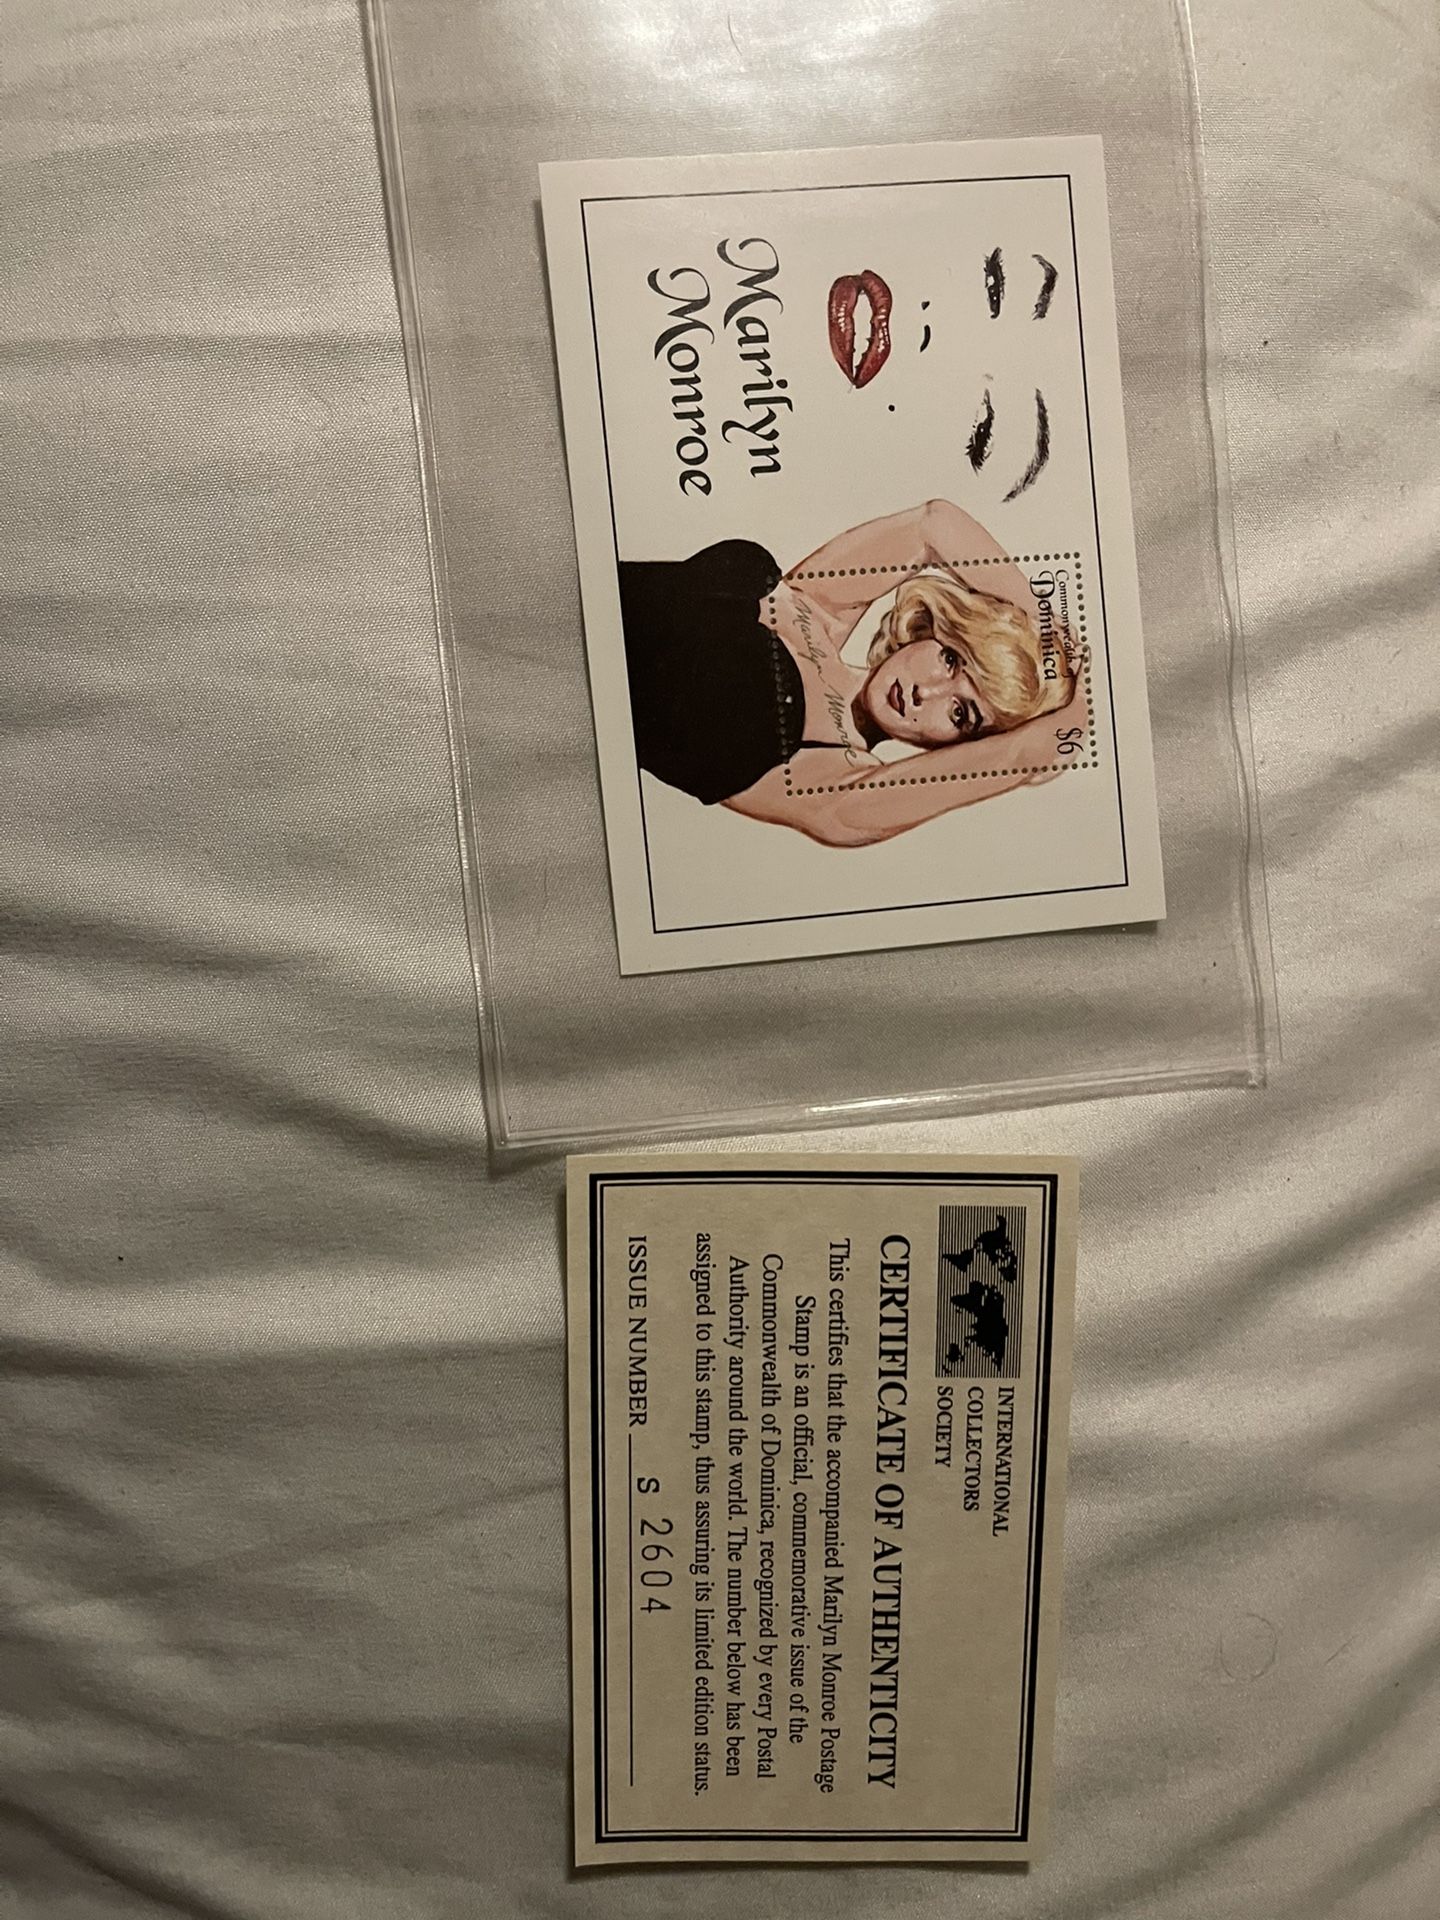 Marilyn
Monroe
Commonwealth of
Dominica
$6
Marilyn Monroe
INTERNATIONAL
COLLECTORS
SOCIETY
CERTIFICATE OF AUTHENTICITY
This certifies that the accompanied Marilyn Monroe Postage
Stamp is an official, commemorative issue of the
Commonwealth of Dominica, recognized by every Postal
Authority around the world. The number below has been
assigned to this stamp, thus assuring its limited edition status.
ISSUE NUMBER S 2604